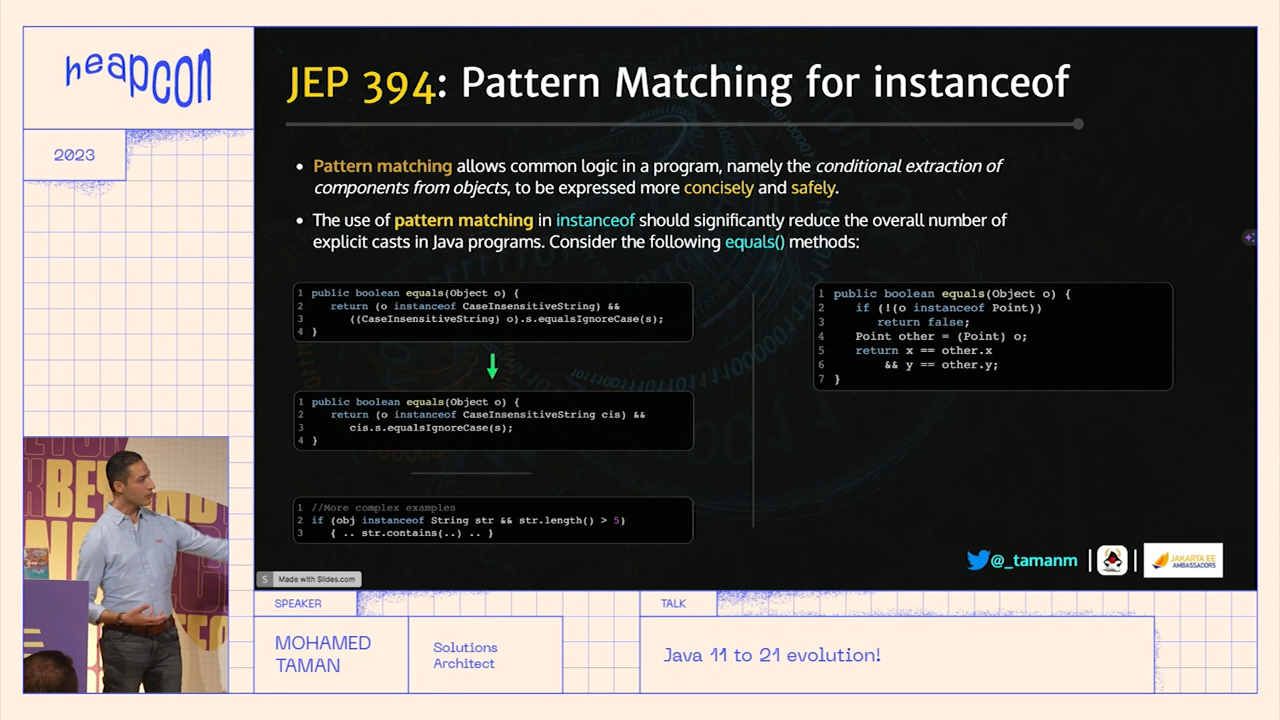 heapcon
2023
JEP 394: Pattern Matching for instanceof
• Pattern matching allows common logic in a program, namely the conditional extraction of
components from objects, to be expressed more concisely and safely.
• The use of pattern matching in instanceof should significantly reduce the overall number of
explicit casts in Java programs. Consider the following equals() methods:
1 public boolean equals(Object o) {
2 return (o instanceof CaseInsensitiveString) &&
3 ((CaseInsensitiveString) o).s.equalsIgnoreCase(s);
4 }
1 public boolean equals(Object o) {
2 return (o instanceof CaseInsensitiveString cis) &&
3 cis.s.equalsIgnoreCase(s);
4 }
1 //More complex examples
2 if (obj instanceof String str && str.length() > 5)
3 { .. str.contains(..) .. }
1 public boolean equals(Object o) {
2 if (!(o instanceof Point))
3 return false;
4 Point other = (Point) o;
5 return x == other.x
6 && y == other.y;
7 }
@_tamanm
JAKARTA EE
AMBASSADORS
S Made with Slides.com
BEYOND
SPEAKER
MOHAMED
TAMAN
Solutions
Architect
TALK
Java 11 to 21 evolution!